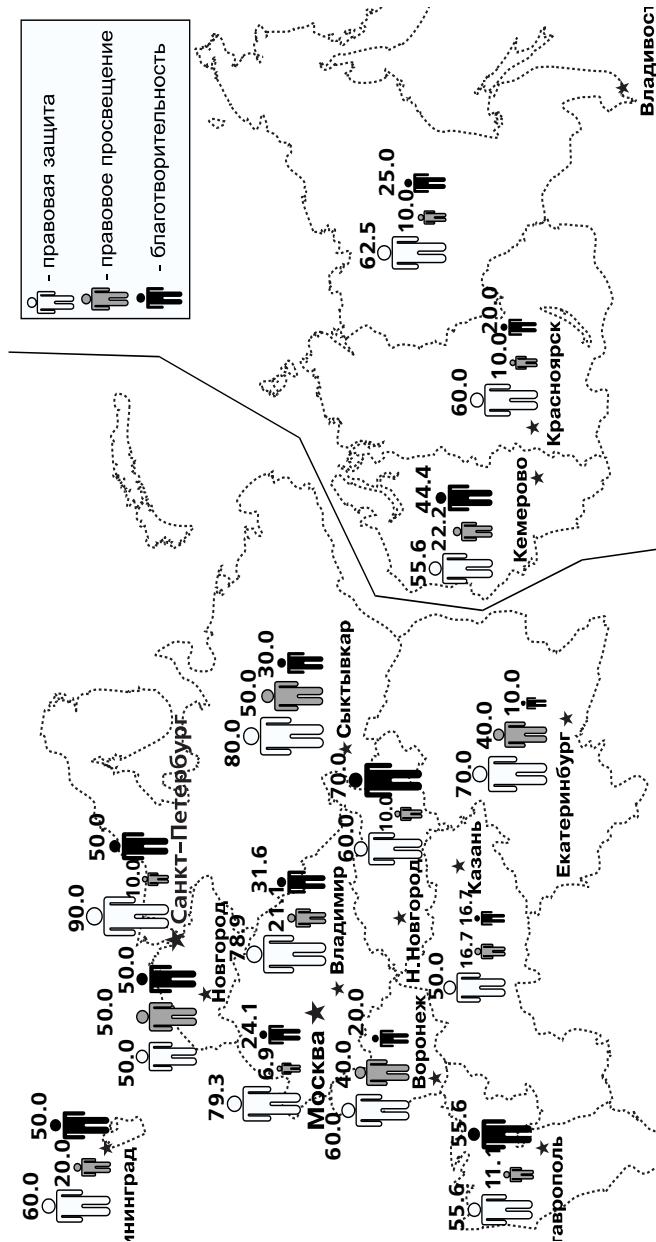 - правовая защита
- правовое просвещение
- благотворительность
60.0
20.0
50.0
ининград
50.0
50.0
50.0
Новгород
90.0
10.0
50.0
Санкт-Петербург
79.3
6.9
24.1
Москва
78.9
21.1
31.6
Владимир
80.0
50.0
30.0
Сыктывкар
60.0
40.0
20.0
Воронеж
60.0
10.0
70.0
Н.Новгород
55.6
11.1
55.6
таврополь
50.0
16.7
16.7
Казань
70.0
40.0
10.0
Екатеринбург
55.6
22.2
44.4
Кемерово
60.0
10.0
20.0
Красноярск
62.5
10.0
25.0
Владивост